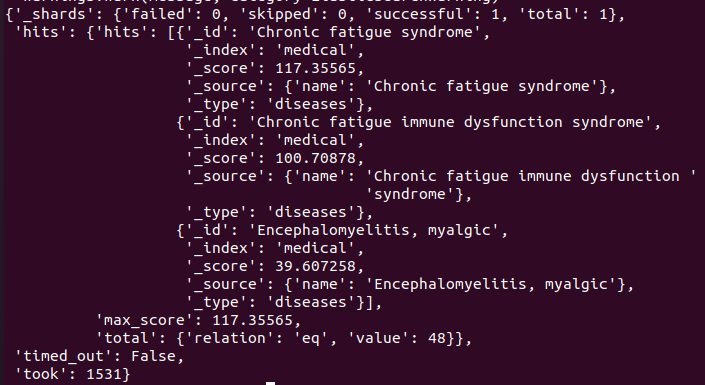 {'_shards': {'failed': 0, 'skipped': 0, 'successful': 1, 'total': 1},
 'hits': {'hits': [{'_id': 'Chronic fatigue syndrome',
                    '_index': 'medical',
                    '_score': 117.35565,
                    '_source': {'name': 'Chronic fatigue syndrome'},
                    '_type': 'diseases'},
                   {'_id': 'Chronic fatigue immune dysfunction syndrome',
                    '_index': 'medical',
                    '_score': 100.70878,
                    '_source': {'name': 'Chronic fatigue immune dysfunction '
                                        'syndrome'},
                    '_type': 'diseases'},
                   {'_id': 'Encephalomyelitis, myalgic',
                    '_index': 'medical',
                    '_score': 39.607258,
                    '_source': {'name': 'Encephalomyelitis, myalgic'},
                    '_type': 'diseases'}],
          'max_score': 117.35565,
          'total': {'relation': 'eq', 'value': 48}},
 'timed_out': False,
 'took': 1531}